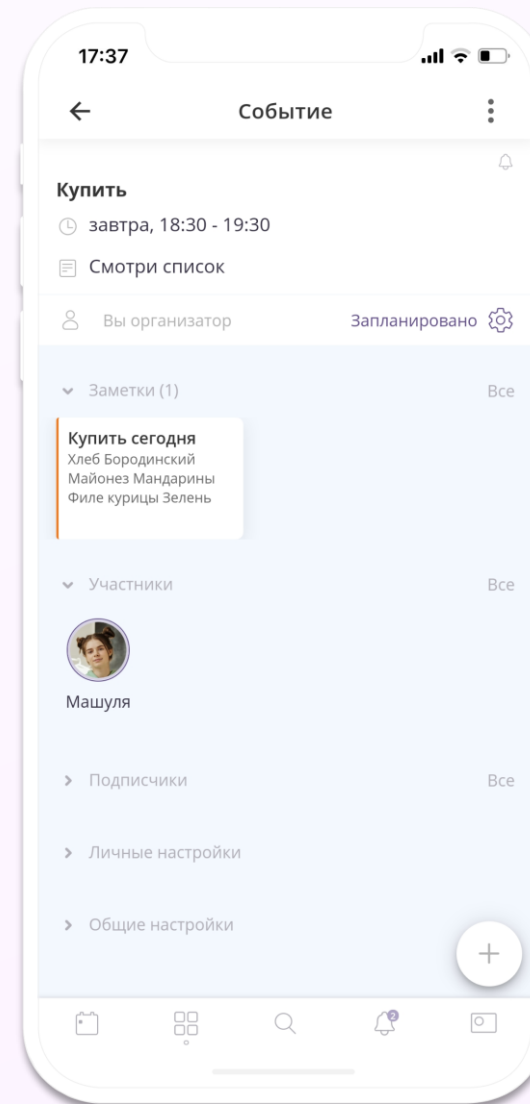 17:37
Событие
Купить
завтра, 18:30 - 19:30
Смотри список
Вы организатор Запланировано
Заметки (1) Все
Купить сегодня
Хлеб Бородинский
Майонез Мандарины
Филе курицы Зелень
Участники Все
Машуля
Подписчики Все
Личные настройки
Общие настройки
2